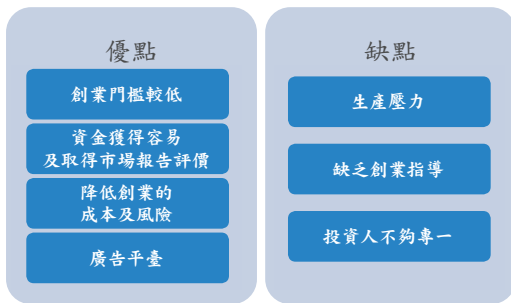 優點
創業門檻較低
資金獲得容易
及取得市場報告評價
降低創業的
成本及風險
廣告平臺
缺點
生產壓力
缺乏創業指導
投資人不夠專一